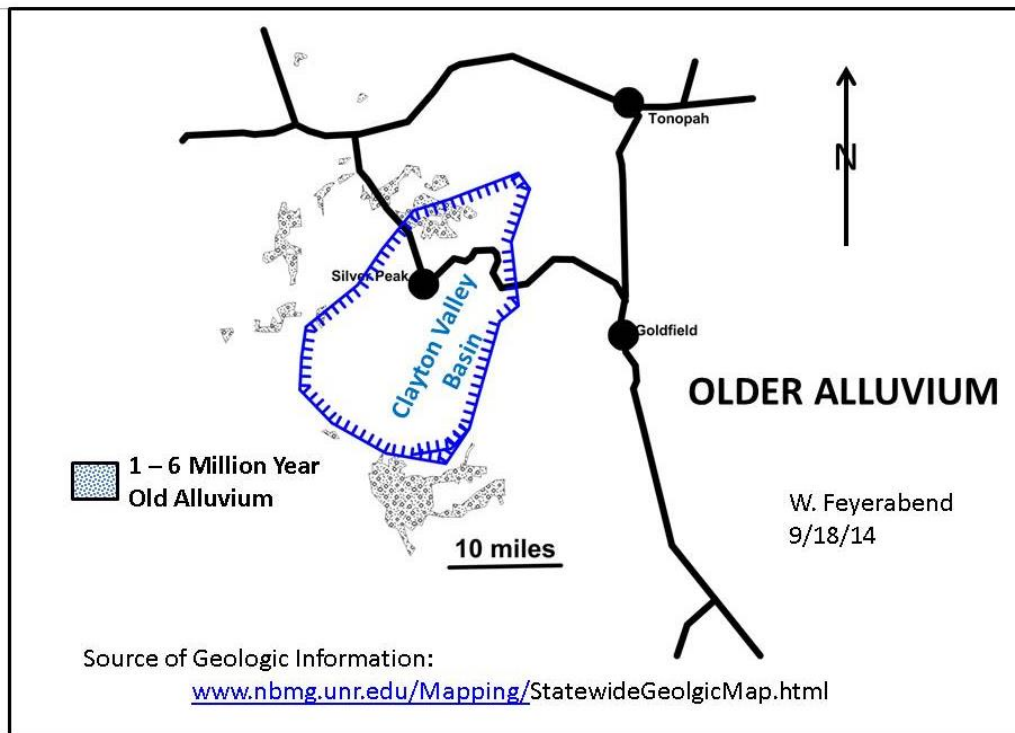 Tonopah
N
Silver Peak
Clayton Valley
Basin
Goldfield
OLDER ALLUVIUM
1 – 6 Million Year
Old Alluvium
W. Feyerabend
9/18/14
10 miles
Source of Geologic Information:
www.nbmg.unr.edu/Mapping/StatewideGeolgicMap.html